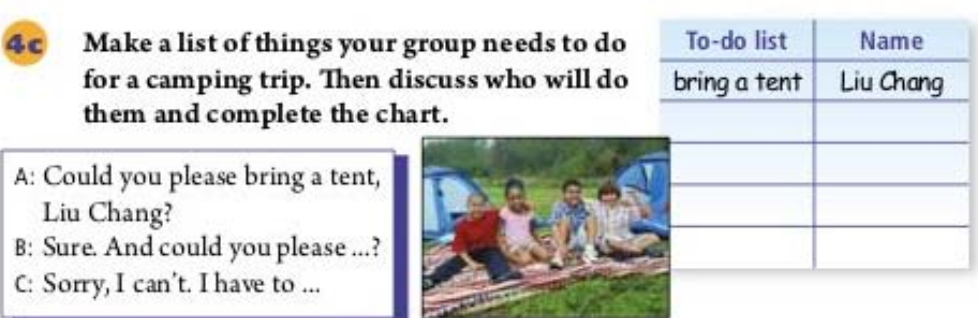 4c
Make a list of things your group needs to do
for a camping trip. Then discuss who will do
them and complete the chart.
To-do list Name
bring a tent Liu Chang
A: Could you please bring a tent,
Liu Chang?
B: Sure. And could you please ...?
C: Sorry, I can't. I have to ...